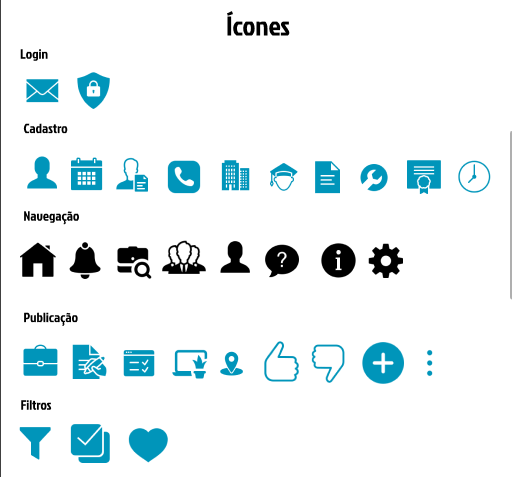 Ícones
Login
Cadastro
Navegação
Publicação
Filtros